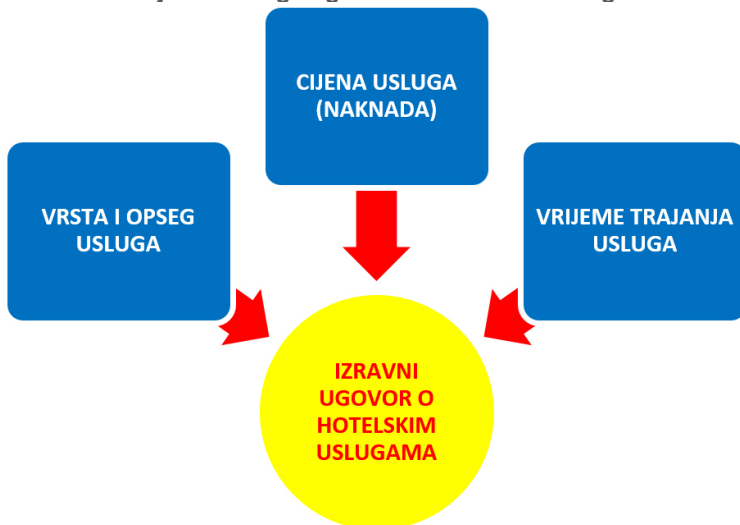 CIJENA USLUGA
(NAKNADA)
VRSTA I OPSEG
USLUGA
VRIJEME TRAJANJA
USLUGA
IZRAVNI
UGOVOR O
HOTELSKIM
USLUGAMA